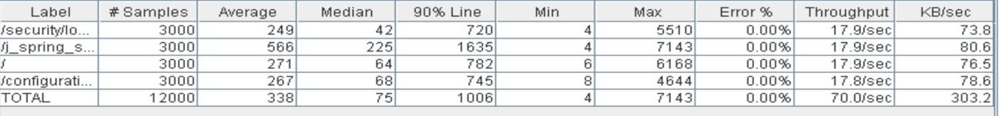 Label # Samples Average Median 90% Line Min Max Error % Throughput KB/sec
/security/lo... 3000 249 42 720 4 5510 0.00% 17.9/sec 73.8
/j_spring_s... 3000 566 225 1635 4 7143 0.00% 17.9/sec 80.6
/ 3000 271 64 782 6 6168 0.00% 17.9/sec 76.5
/configurati... 3000 267 68 745 8 4644 0.00% 17.8/sec 78.6
TOTAL 12000 338 75 1006 4 7143 0.00% 70.0/sec 303.2